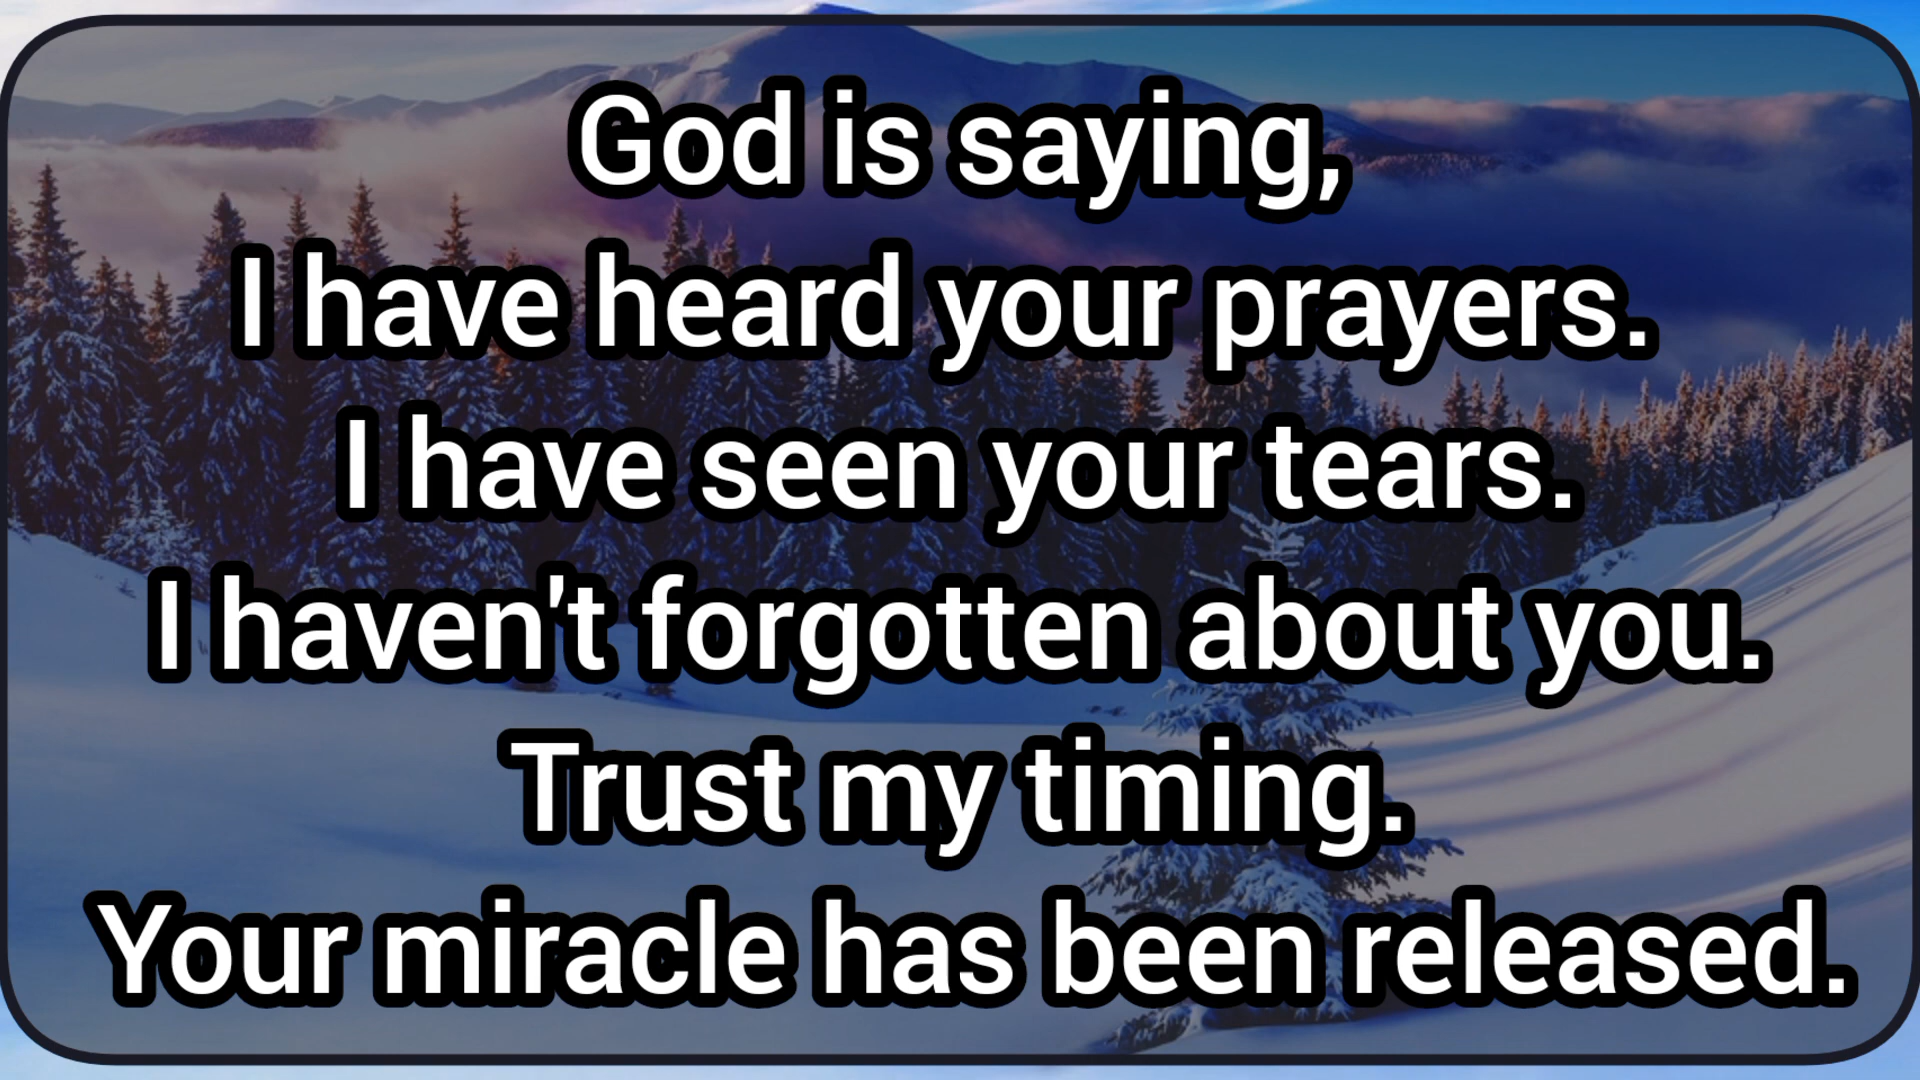 God is saying,
I have heard your prayers.
I have seen your tears.
I haven't forgotten about you.
Trust my timing.
Your miracle has been released.